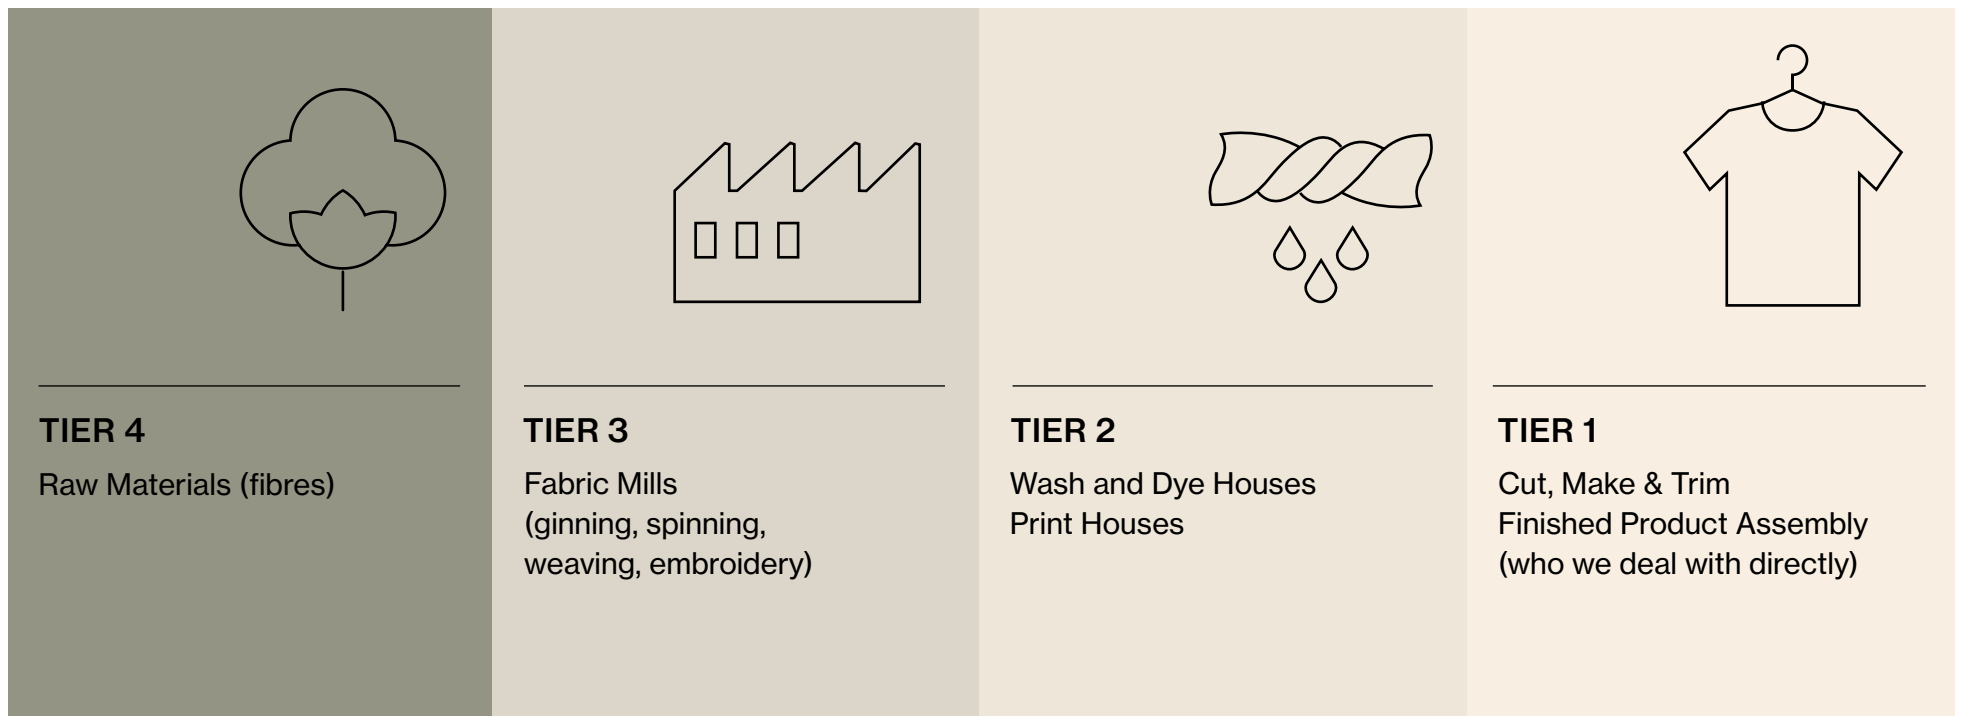 TIER 4
Raw Materials (fibres)
TIER 3
Fabric Mills
(ginning, spinning,
weaving, embroidery)
TIER 2
Wash and Dye Houses
Print Houses
TIER 1
Cut, Make & Trim
Finished Product Assembly
(who we deal with directly)